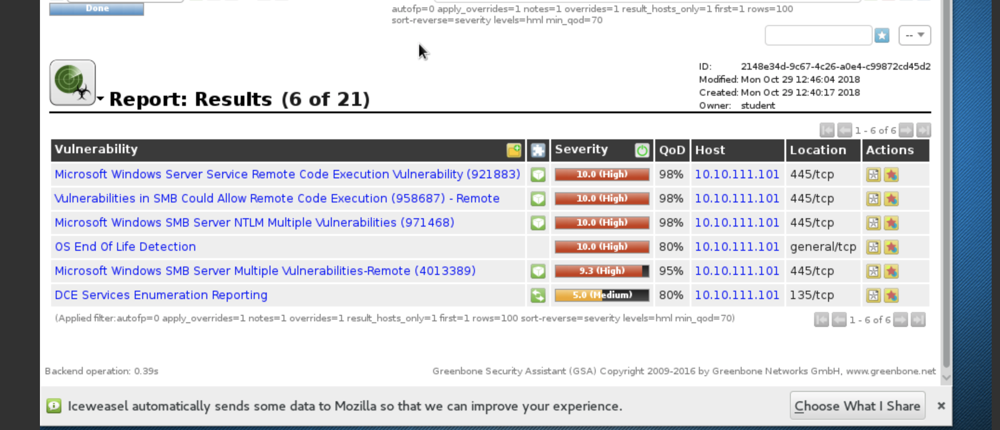 Done
autofp=0 apply_overrides=1 notes=1 overrides=1 result_hosts_only=1 first=1 rows=100
sort-reverse=severity levels=hml min_qod=70
--
ID: 2148e34d-9c67-4c26-a0e4-c99872cd45d2
Modified: Mon Oct 29 12:46:04 2018
Created: Mon Oct 29 12:40:17 2018
Owner: student
Report: Results (6 of 21)
1 - 6 of 6
Vulnerability Severity QoD Host Location Actions
Microsoft Windows Server Service Remote Code Execution Vulnerability (921883) 10.0 (High) 98% 10.10.111.101 445/tcp
Vulnerabilities in SMB Could Allow Remote Code Execution (958687) - Remote 10.0 (High) 98% 10.10.111.101 445/tcp
Microsoft Windows SMB Server NTLM Multiple Vulnerabilities (971468) 10.0 (High) 98% 10.10.111.101 445/tcp
OS End Of Life Detection 10.0 (High) 80% 10.10.111.101 general/tcp
Microsoft Windows SMB Server Multiple Vulnerabilities-Remote (4013389) 9.3 (High) 95% 10.10.111.101 445/tcp
DCE Services Enumeration Reporting 5.0 (Medium) 80% 10.10.111.101 135/tcp
(Applied filter:autofp=0 apply_overrides=1 notes=1 overrides=1 result_hosts_only=1 first=1 rows=100 sort-reverse=severity levels=hml min_qod=70) 1 - 6 of 6
Backend operation: 0.39s Greenbone Security Assistant (GSA) Copyright 2009-2016 by Greenbone Networks GmbH, www.greenbone.net
Iceweasel automatically sends some data to Mozilla so that we can improve your experience. Choose What I Share ×